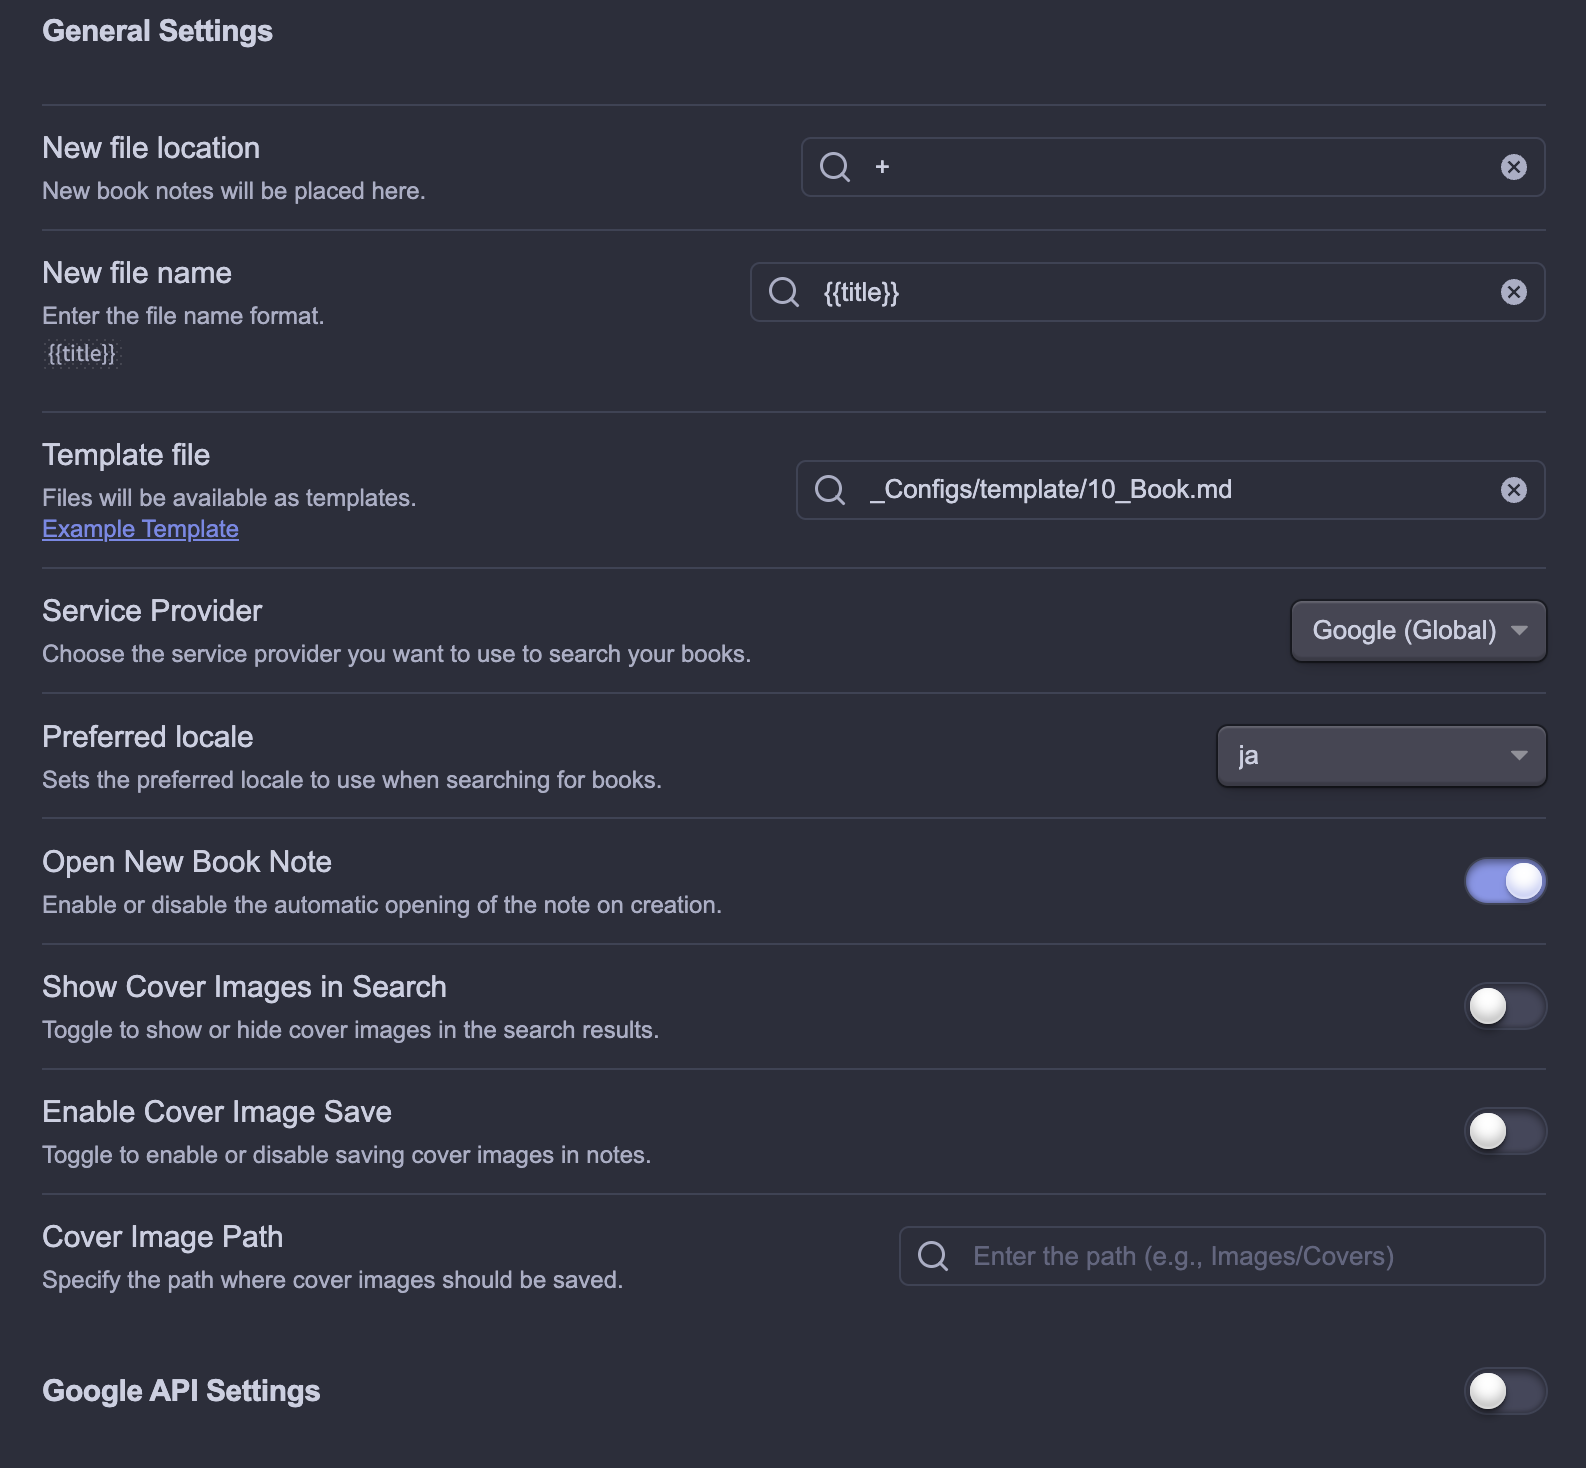 General Settings
New file location
New book notes will be placed here.
+
New file name
Enter the file name format.
{{title}}
{{title}}
Template file
Files will be available as templates.
Example Template
_Configs/template/10_Book.md
Service Provider
Choose the service provider you want to use to search your books.
Google (Global)
Preferred locale
Sets the preferred locale to use when searching for books.
ja
Open New Book Note
Enable or disable the automatic opening of the note on creation.
Show Cover Images in Search
Toggle to show or hide cover images in the search results.
Enable Cover Image Save
Toggle to enable or disable saving cover images in notes.
Cover Image Path
Specify the path where cover images should be saved.
Enter the path (e.g., Images/Covers)
Google API Settings